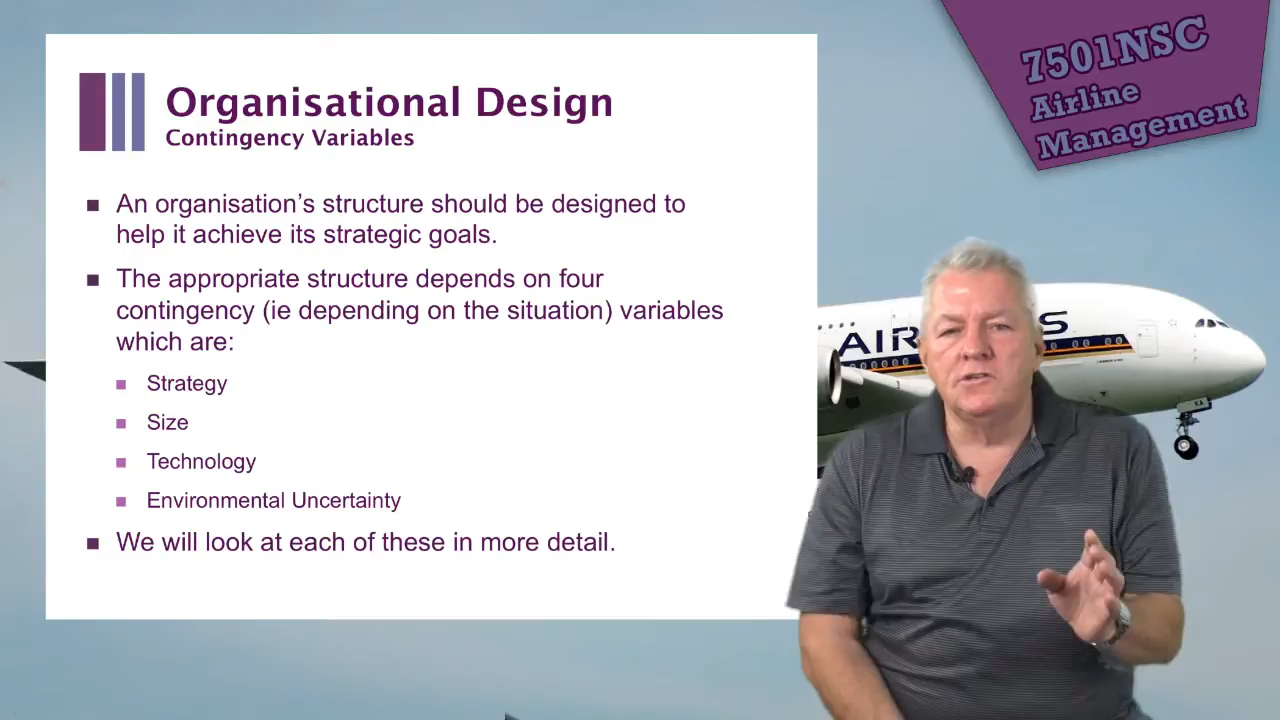 7501NSC
Airline
Management
Organisational Design
Contingency Variables
An organisation’s structure should be designed to
help it achieve its strategic goals.
The appropriate structure depends on four
contingency (ie depending on the situation) variables
which are:
Strategy
Size
Technology
Environmental Uncertainty
We will look at each of these in more detail.